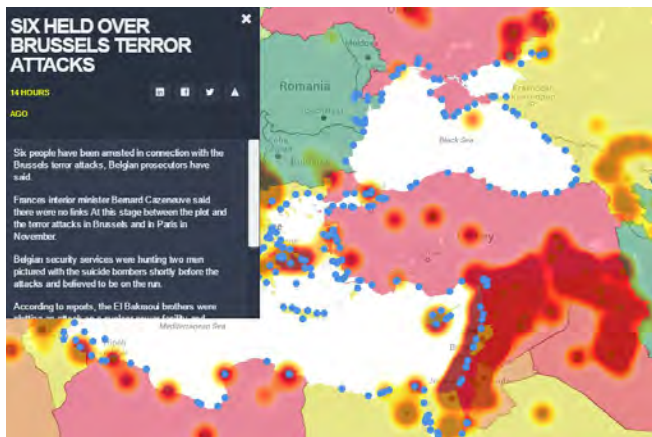 SIX HELD OVER
BRUSSELS TERROR
ATTACKS
14 HOURS
AGO
Six people have been arrested in connection with the
Brussels terror attacks, Belgian prosecutors have
said.
Frances interior minister Bernard Cazeneuve said
there were no links At this stage between the plot and
the terror attacks in Brussels and in Paris in
November.
Belgian security services were hunting two men
pictured with the suicide bombers shortly before the
attacks and believed to be on the run.
According to reports, the El Bakraoui brothers were
Moldova
Romania
Black Sea
Mediterranean Sea